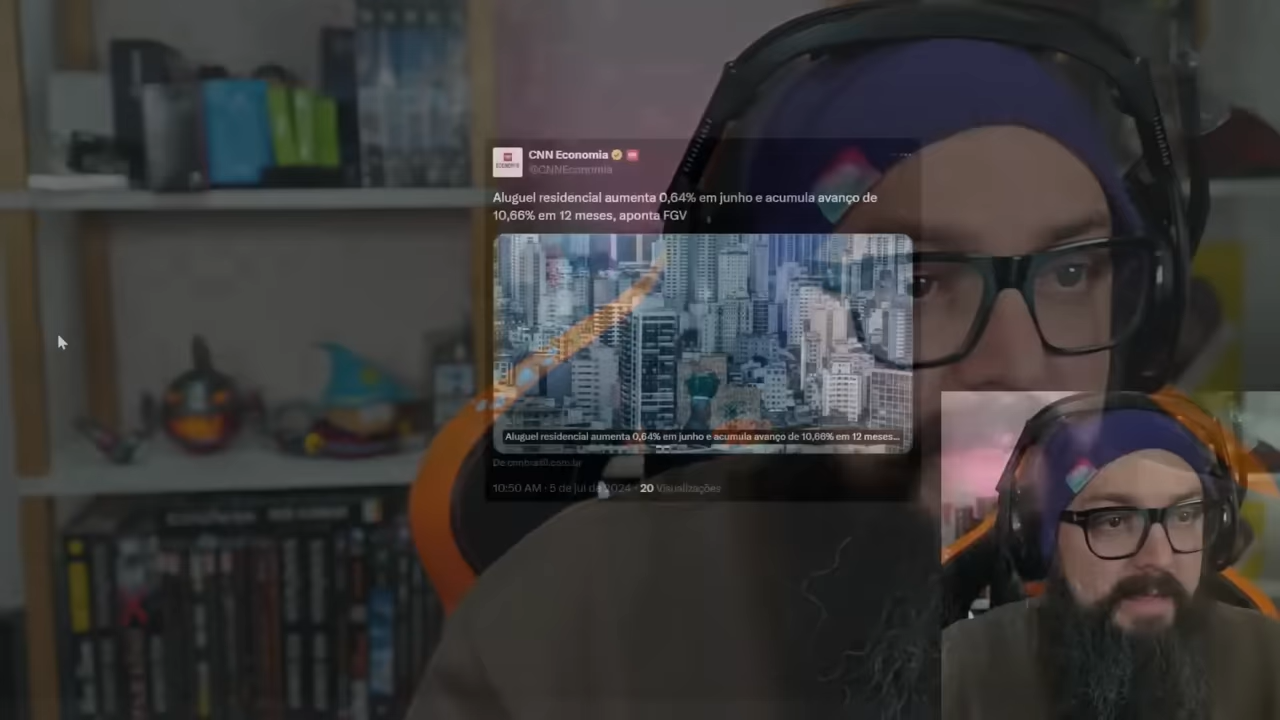 CNN Economia
@CNNEconomia
Aluguel residencial aumenta 0,64% em junho e acumula avanço de
10,66% em 12 meses, aponta FGV
Aluguel residencial aumenta 0,64% em junho e acumula avanço de 10,66% em 12 meses...
De cnnbrasil.com.br
10:50 AM · 5 de jul de 2024 · 20 Visualizações